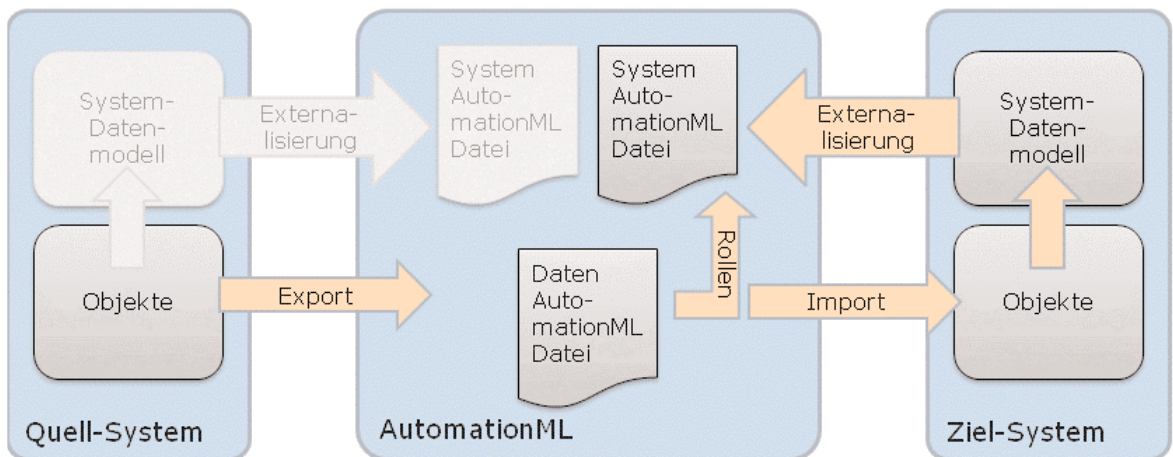 System-
Daten-
modell
Externa-
lisierung
System
Auto-
mationML
Datei
System
Auto-
mationML
Datei
Externa-
lisierung
System-
Daten-
modell
Objekte
Export
Daten
Auto-
mationML
Datei
Rollen
Import
Objekte
Quell-System
AutomationML
Ziel-System